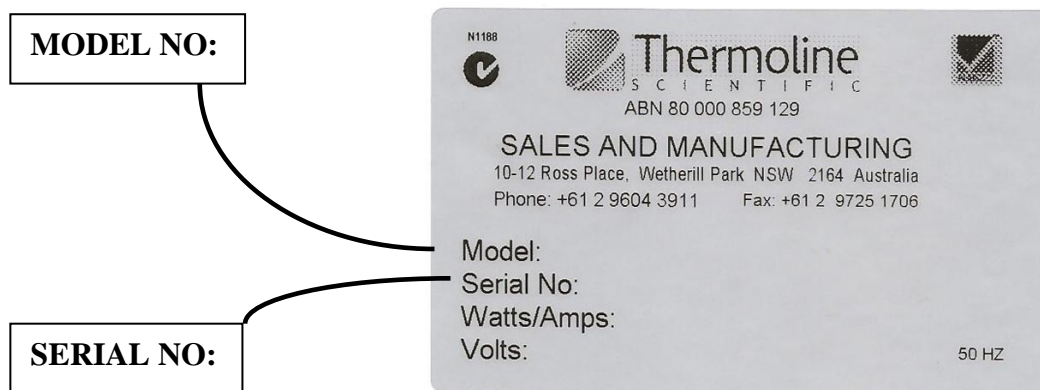 MODEL NO:
N1188
Thermoline
SCIENTIFIC
ABN 80 000 859 129
SALES AND MANUFACTURING
10-12 Ross Place, Wetherill Park NSW 2164 Australia
Phone: +61 2 9604 3911 Fax: +61 2 9725 1706
Model:
Serial No:
Watts/Amps:
Volts:
50 HZ
SERIAL NO: